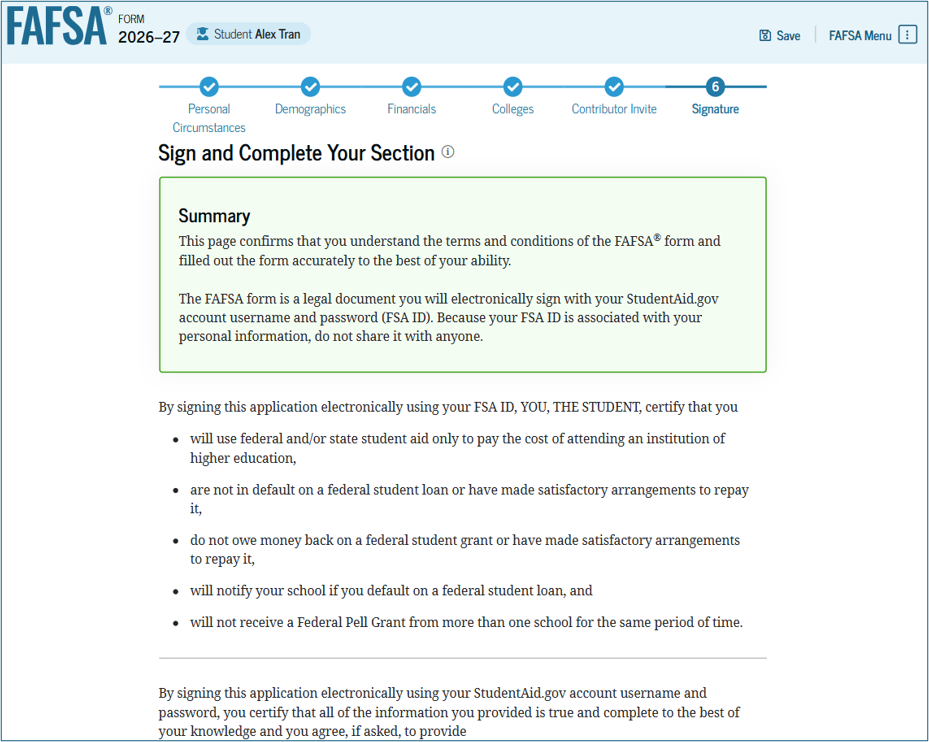 FAFSA®
FORM
2026–27
Student Alex Tran
Save
FAFSA Menu
6
Personal
Circumstances
Demographics
Financials
Colleges
Contributor Invite
Signature
Sign and Complete Your Section
Summary
This page confirms that you understand the terms and conditions of the FAFSA® form and
filled out the form accurately to the best of your ability.
The FAFSA form is a legal document you will electronically sign with your StudentAid.gov
account username and password (FSA ID). Because your FSA ID is associated with your
personal information, do not share it with anyone.
By signing this application electronically using your FSA ID, YOU, THE STUDENT, certify that you
• will use federal and/or state student aid only to pay the cost of attending an institution of
higher education,
• are not in default on a federal student loan or have made satisfactory arrangements to repay
it,
• do not owe money back on a federal student grant or have made satisfactory arrangements
to repay it,
• will notify your school if you default on a federal student loan, and
• will not receive a Federal Pell Grant from more than one school for the same period of time.
By signing this application electronically using your StudentAid.gov account username and
password, you certify that all of the information you provided is true and complete to the best of
your knowledge and you agree, if asked, to provide